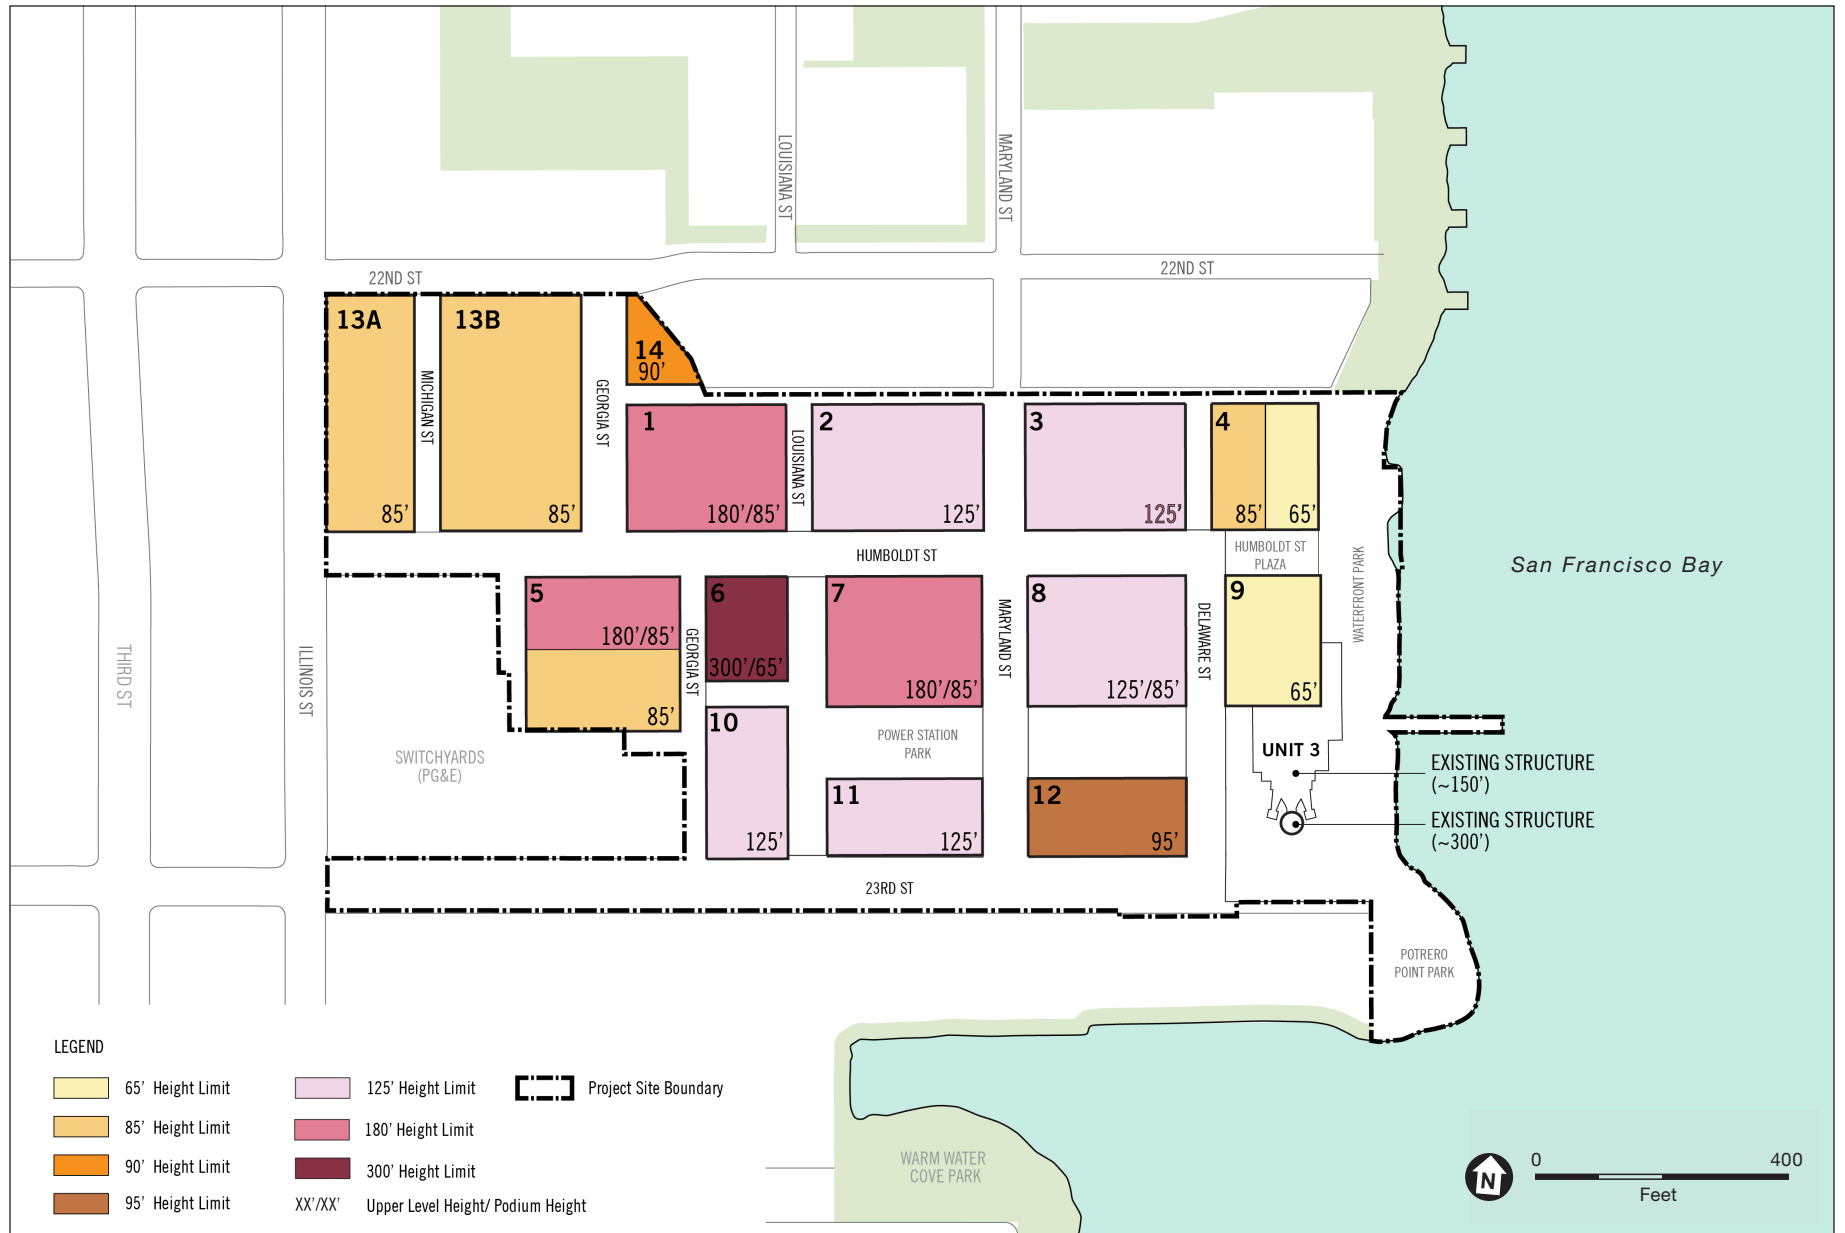 LOUISIANA ST
MARYLAND ST
22ND ST
22ND ST
13A
85’
MICHIGAN ST
13B
85’
GEORGIA ST
14
90’
1
180’/85’
LOUISIANA ST
2
125’
3
125’
4
85’
65’
HUMBOLDT ST
HUMBOLDT ST
PLAZA
WATERFRONT PARK
San Francisco Bay
THIRD ST
ILLINOIS ST
5
180’/85’
85’
GEORGIA ST
6
300’/65’
7
180’/85’
MARYLAND ST
8
125’/85’
DELAWARE ST
9
65’
SWITCHYARDS
(PG&E)
10
125’
POWER STATION
PARK
11
125’
12
95’
UNIT 3
EXISTING STRUCTURE
(~150’)
EXISTING STRUCTURE
(~300’)
23RD ST
POTRERO
POINT PARK
WARM WATER
COVE PARK
LEGEND
65’ Height Limit
85’ Height Limit
90’ Height Limit
95’ Height Limit
125’ Height Limit
180’ Height Limit
300’ Height Limit
XX’/XX’ Upper Level Height/ Podium Height
Project Site Boundary
N
0 400
Feet